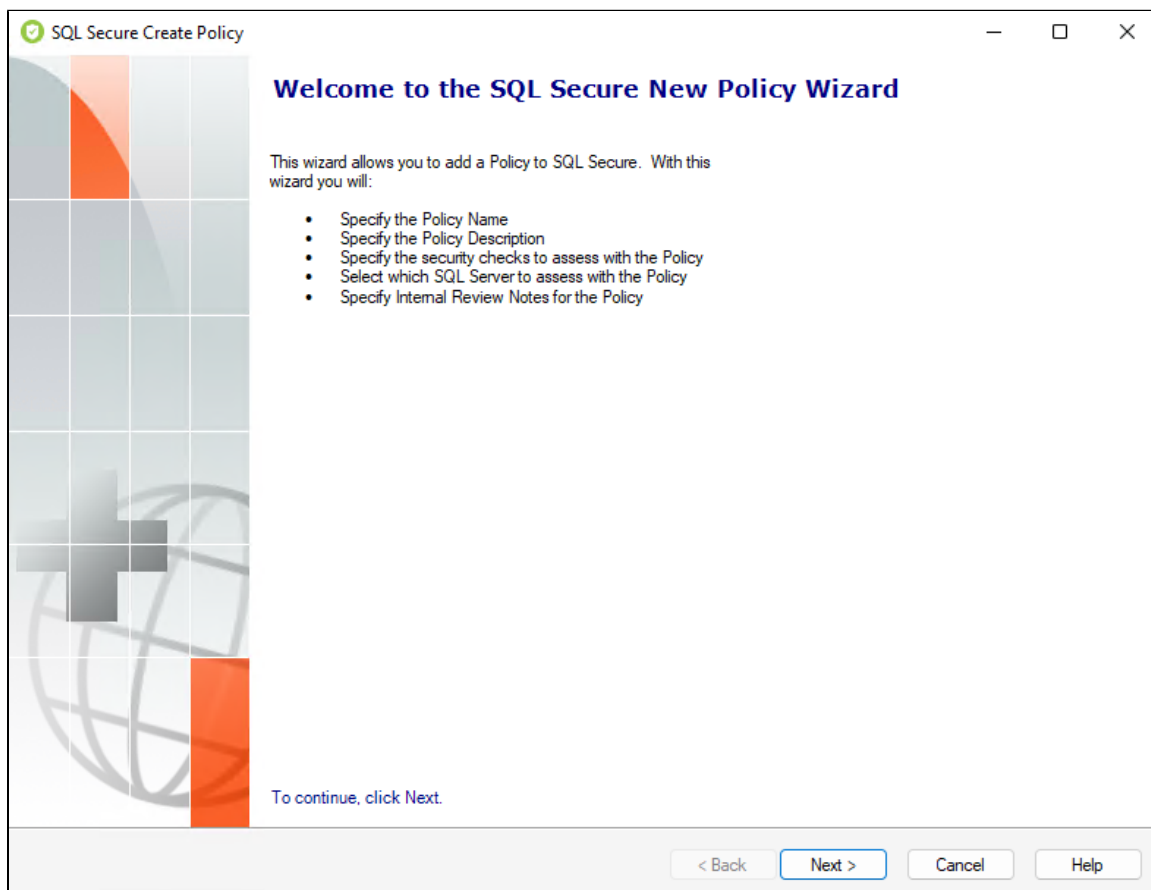 SQL Secure Create Policy
Welcome to the SQL Secure New Policy Wizard
This wizard allows you to add a Policy to SQL Secure.  With this
wizard you will:
• Specify the Policy Name
• Specify the Policy Description
• Specify the security checks to assess with the Policy
• Select which SQL Server to assess with the Policy
• Specify Internal Review Notes for the Policy
To continue, click Next.
< Back Next > Cancel Help